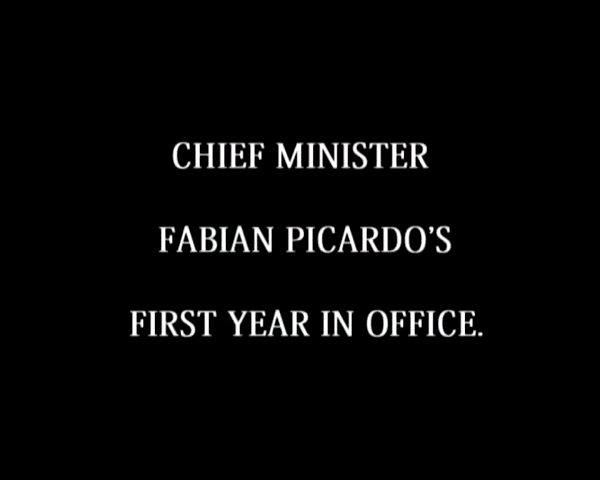 CHIEF MINISTER
FABIAN PICARDO’S
FIRST YEAR IN OFFICE.